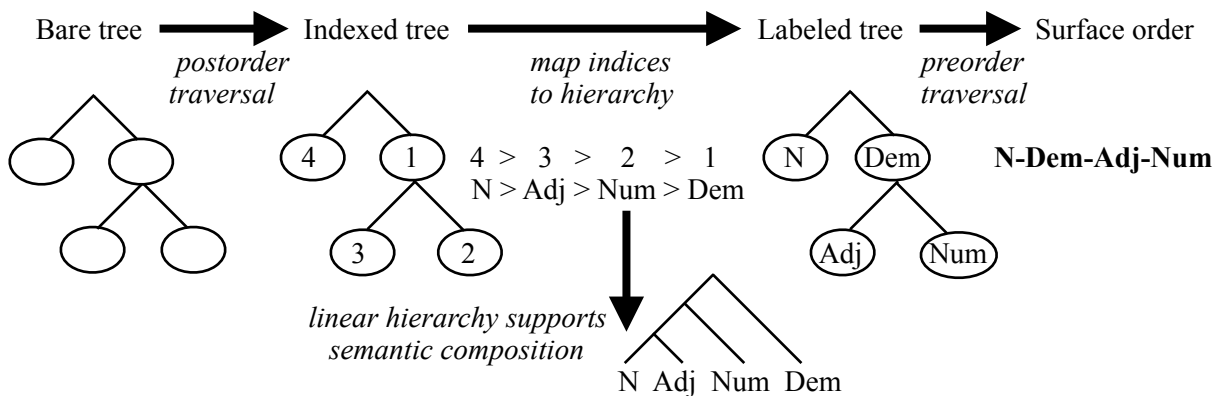 Bare tree Indexed tree Labeled tree Surface order
postorder
traversal
map indices
to hierarchy
preorder
traversal
4 1
3 2
4 > 3 > 2 > 1
N > Adj > Num > Dem
N Dem
Adj Num
N-Dem-Adj-Num
linear hierarchy supports
semantic composition
N Adj Num Dem